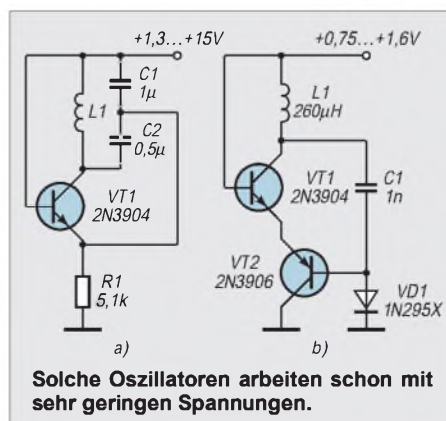 +1,3...+15V
C1
1µ
L1
C2
0,5µ
VT1
2N3904
R1
5,1k
a)
+0,75...+1,6V
L1
260µH
VT1
2N3904
C1
1n
VT2
2N3906
VD1
1N295X
b)
Solche Oszillatoren arbeiten schon mit
sehr geringen Spannungen.